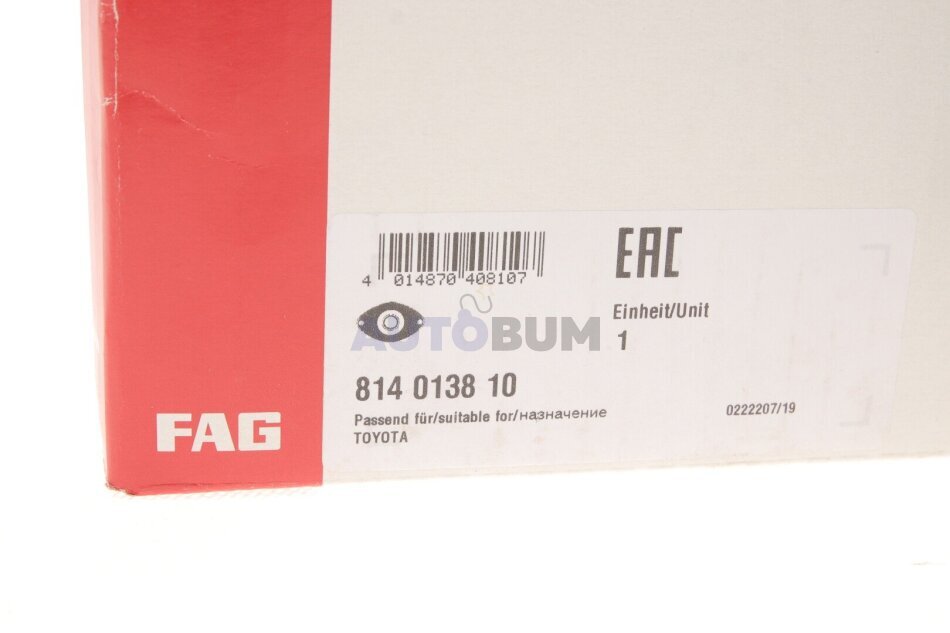 EAC
4 014870 408107
Einheit/Unit
AUTOBUM
1
814 0138 10
Passend für/suitable for/назначение
0222207/19
TOYOTA
FAG